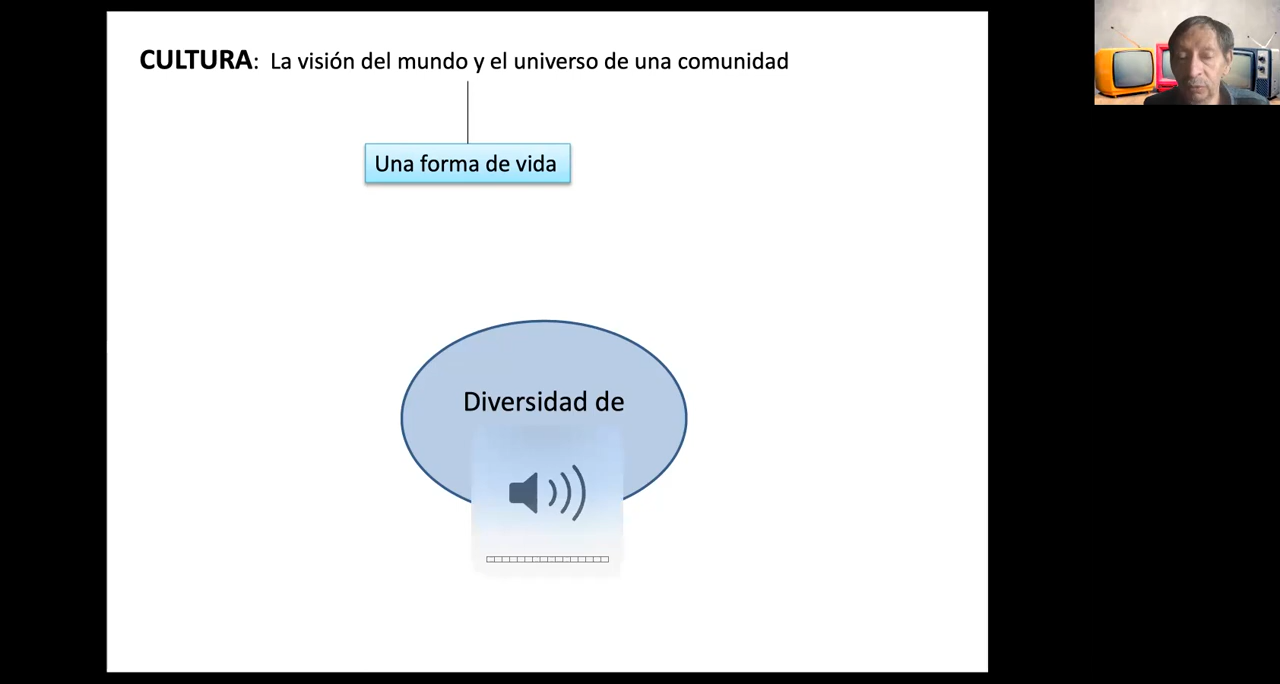 CULTURA: La visión del mundo y el universo de una comunidad
Una forma de vida
Diversidad de